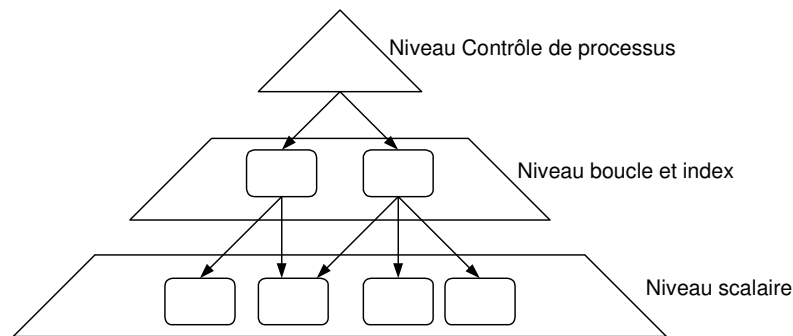 Niveau Contrôle de processus
Niveau boucle et index
Niveau scalaire